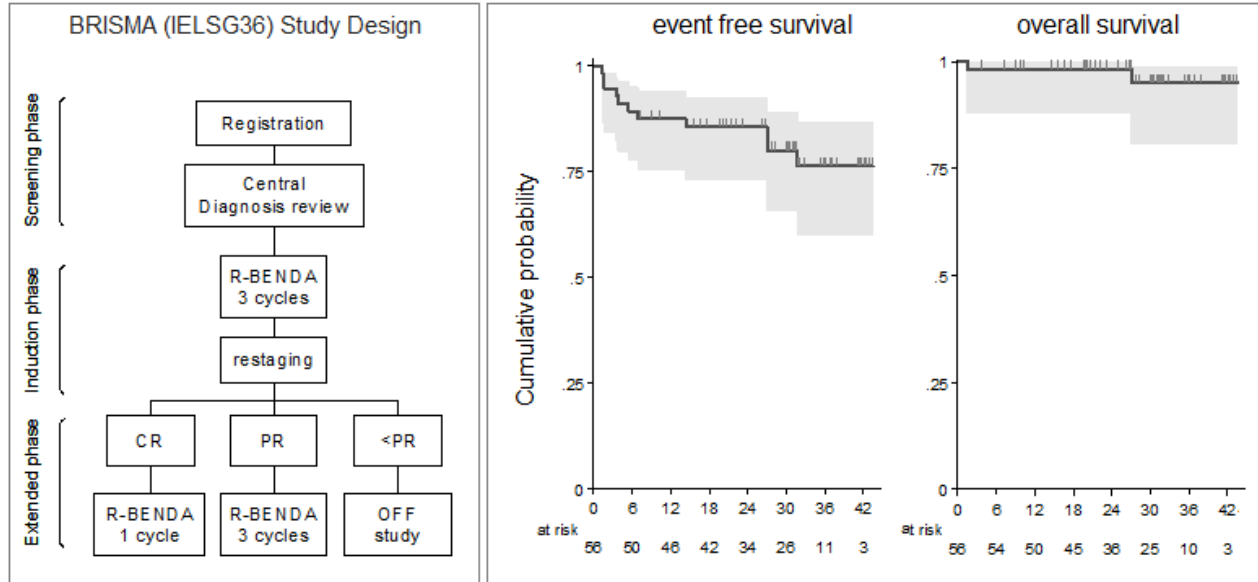 BRISMA (IELSG36) Study Design
Screening phase
Registration
Central
Diagnosis review
Induction phase
R-BENDA
3 cycles
restaging
Extended phase
CR
PR
<PR
R-BENDA
1 cycle
R-BENDA
3 cycles
OFF
study
event free survival
Cumulative probability
1
.75
.5
.25
0
0 6 12 18 24 30 36 42
at risk
56 50 46 42 34 26 11 3
overall survival
1
.75
.5
.25
0
0 6 12 18 24 30 36 42
at risk
56 54 50 45 36 25 10 3